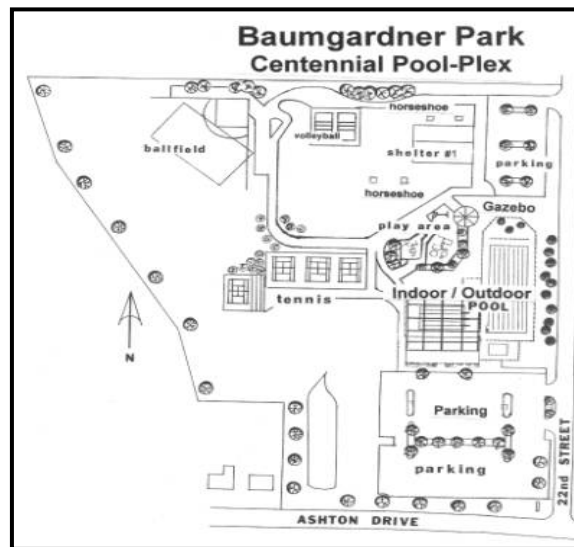 Baumgardner Park
Centennial Pool-Plex
horseshoe
volleyball
ballfield
shelter #1
parking
horseshoe
Gazebo
play area
Indoor / Outdoor
POOL
tennis
N
Parking
parking
22nd STREET
ASHTON DRIVE